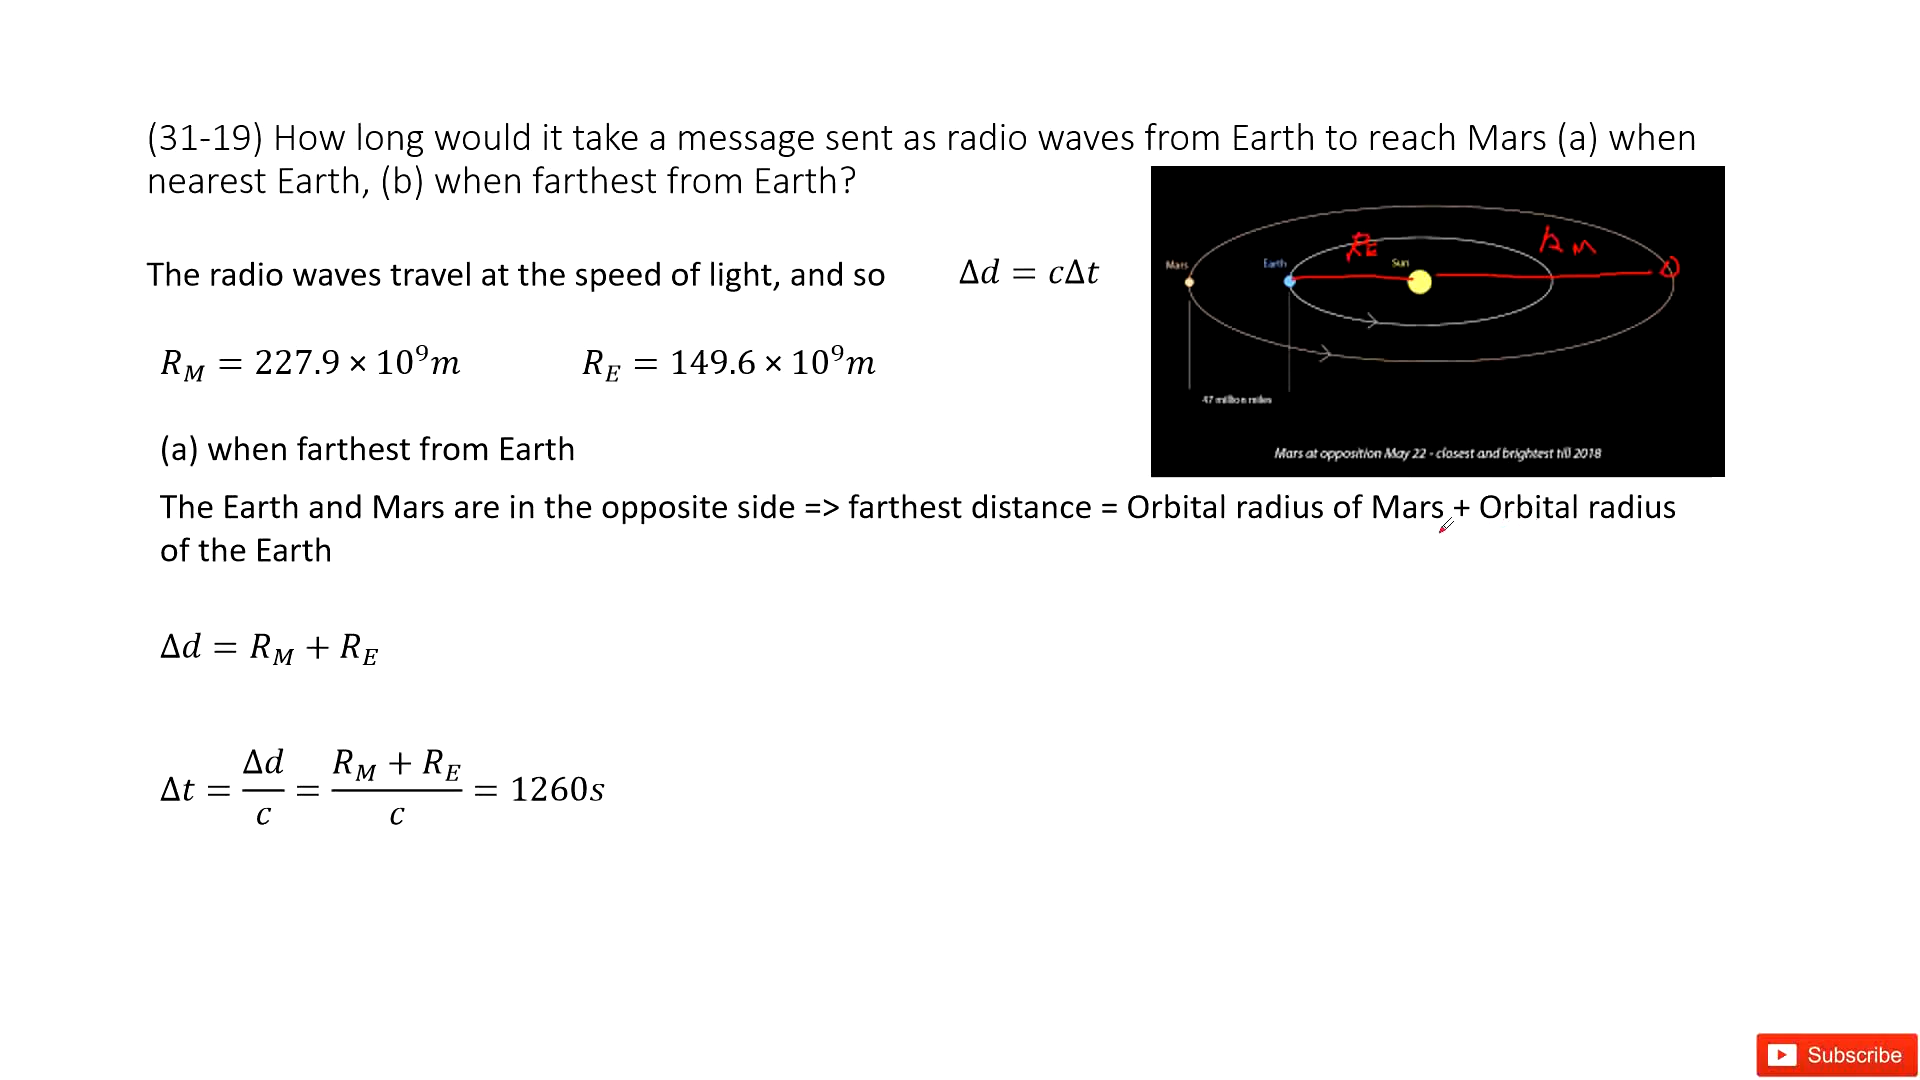 (31-19) How long would it take a message sent as radio waves from Earth to reach Mars (a) when
nearest Earth, (b) when farthest from Earth?
The radio waves travel at the speed of light, and so Δd = cΔt
R_M = 227.9 × 10⁹m R_E = 149.6 × 10⁹m
R_E R_M
Mars Earth Sun
47 million miles
Mars at opposition May 22 - closest and brightest till 2018
(a) when farthest from Earth
The Earth and Mars are in the opposite side => farthest distance = Orbital radius of Mars + Orbital radius
of the Earth
Δd = R_M + R_E
Δt = Δd/c = (R_M + R_E)/c = 1260s
Subscribe